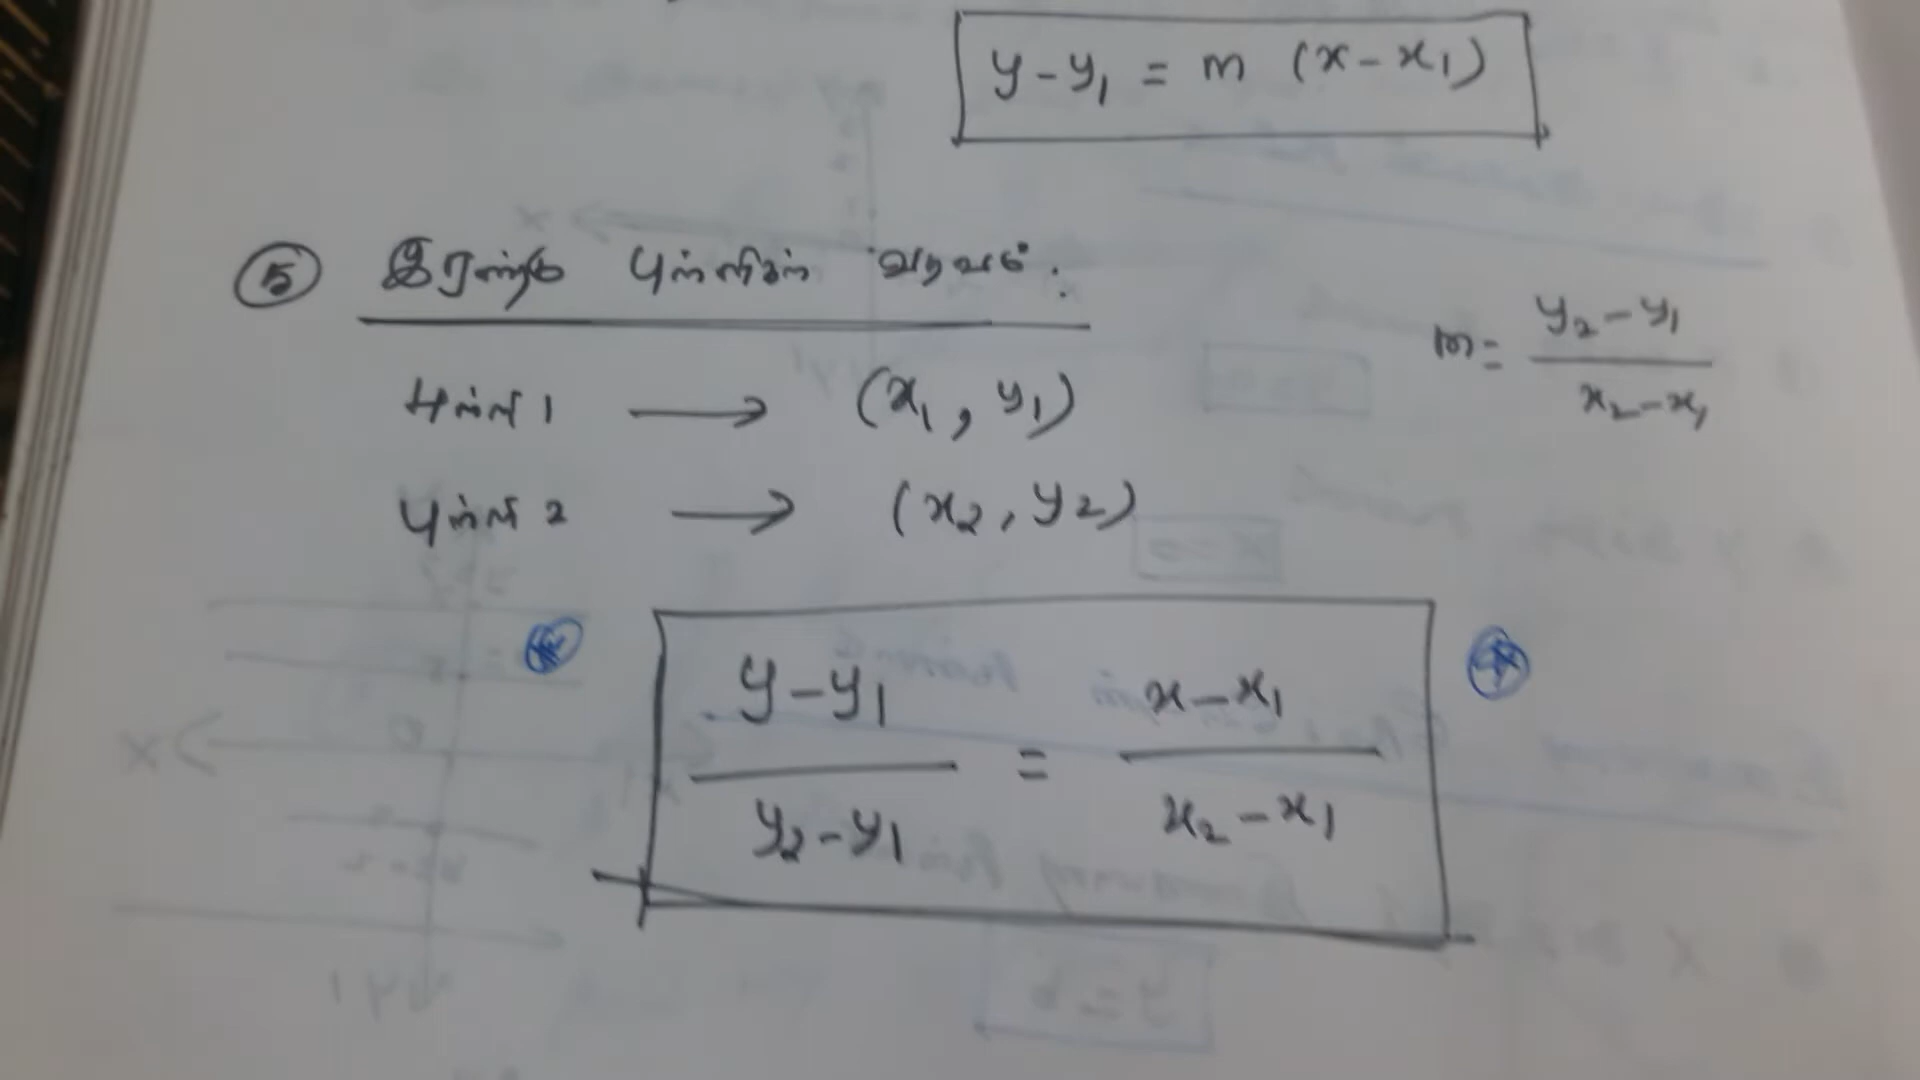 y - y₁ = m (x - x₁)
⑤ இரண்டு புள்ளிகள் வடிவம் :
m = (y₂ - y₁) / (x₂ - x₁)
புள்ளி 1 → (x₁, y₁)
புள்ளி 2 → (x₂, y₂)
(y - y₁) / (y₂ - y₁) = (x - x₁) / (x₂ - x₁)